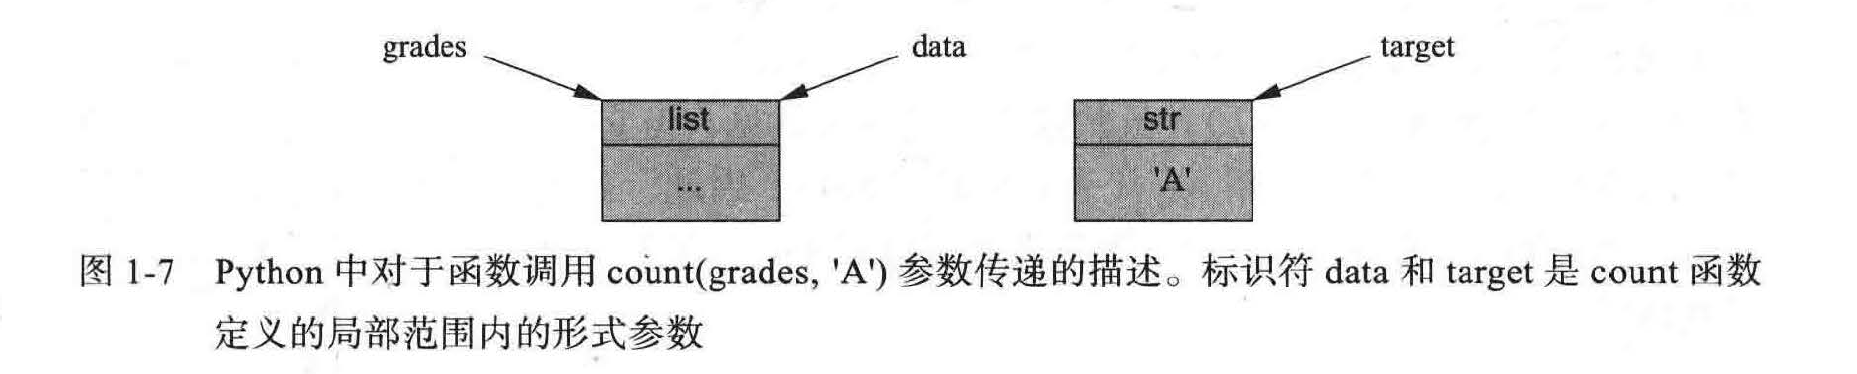 grades data target
list str
... 'A'
图 1-7 Python 中对于函数调用 count(grades, 'A') 参数传递的描述。标识符 data 和 target 是 count 函数
定义的局部范围内的形式参数